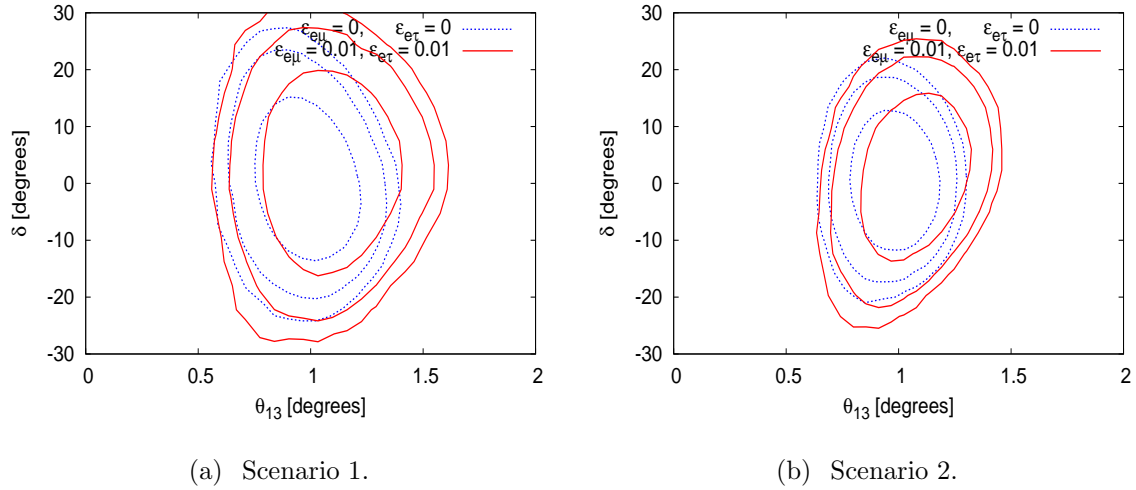 30
20
10
0
-10
-20
-30
δ [degrees]
0
0.5
1
1.5
2
θ13 [degrees]
εeμ = 0, εeτ = 0
εeμ = 0.01, εeτ = 0.01
(a) Scenario 1.
30
20
10
0
-10
-20
-30
δ [degrees]
0
0.5
1
1.5
2
θ13 [degrees]
εeμ = 0, εeτ = 0
εeμ = 0.01, εeτ = 0.01
(b) Scenario 2.